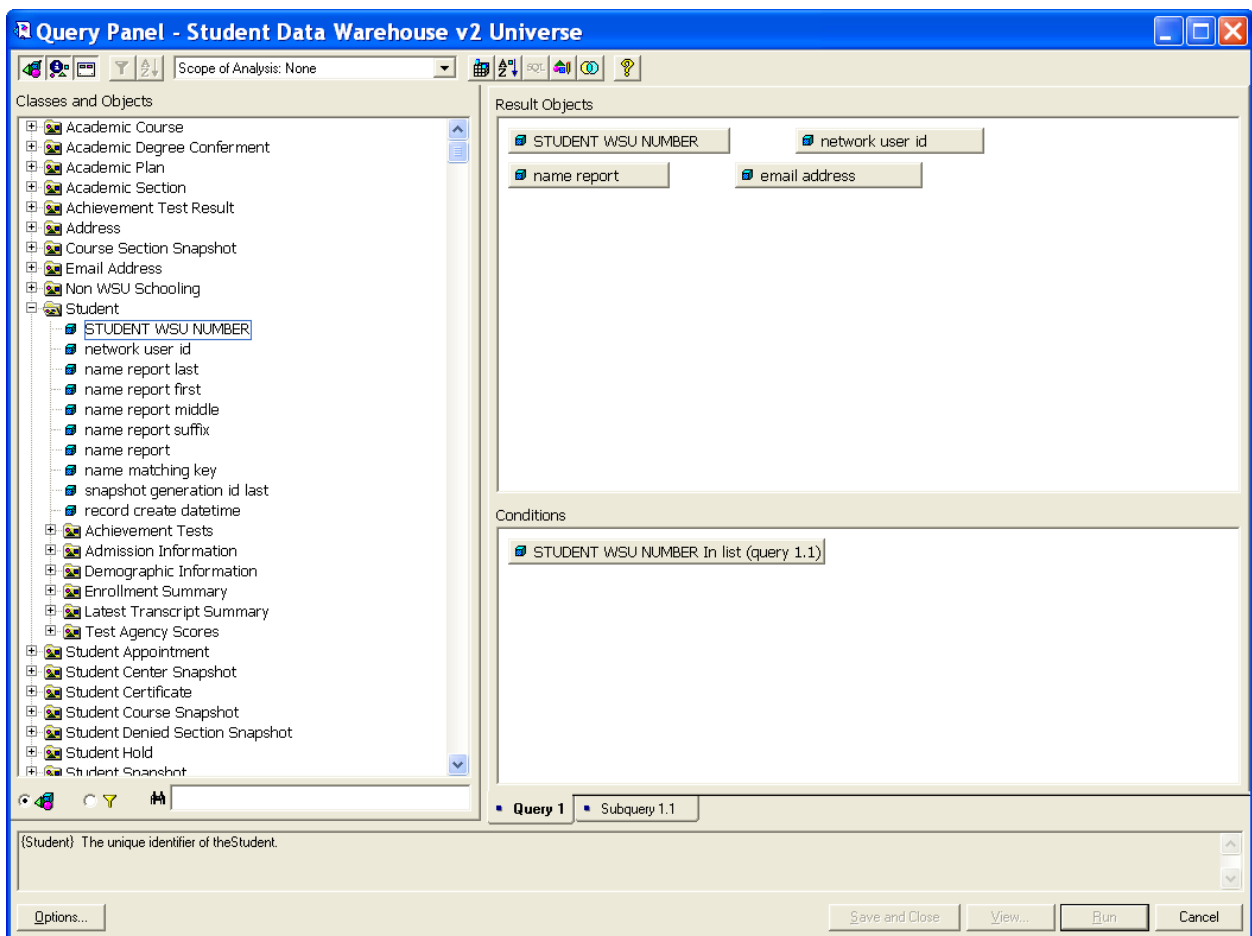 Query Panel - Student Data Warehouse v2 Universe
Scope of Analysis: None
SQL
Classes and Objects
Academic Course
Academic Degree Conferment
Academic Plan
Academic Section
Achievement Test Result
Address
Course Section Snapshot
Email Address
Non WSU Schooling
Student
STUDENT WSU NUMBER
network user id
name report last
name report first
name report middle
name report suffix
name report
name matching key
snapshot generation id last
record create datetime
Achievement Tests
Admission Information
Demographic Information
Enrollment Summary
Latest Transcript Summary
Test Agency Scores
Student Appointment
Student Center Snapshot
Student Certificate
Student Course Snapshot
Student Denied Section Snapshot
Student Hold
Student Snapshot
Result Objects
STUDENT WSU NUMBER network user id
name report email address
Conditions
STUDENT WSU NUMBER In list (query 1.1)
Query 1 Subquery 1.1
{Student} The unique identifier of theStudent.
Options... Save and Close View... Run Cancel